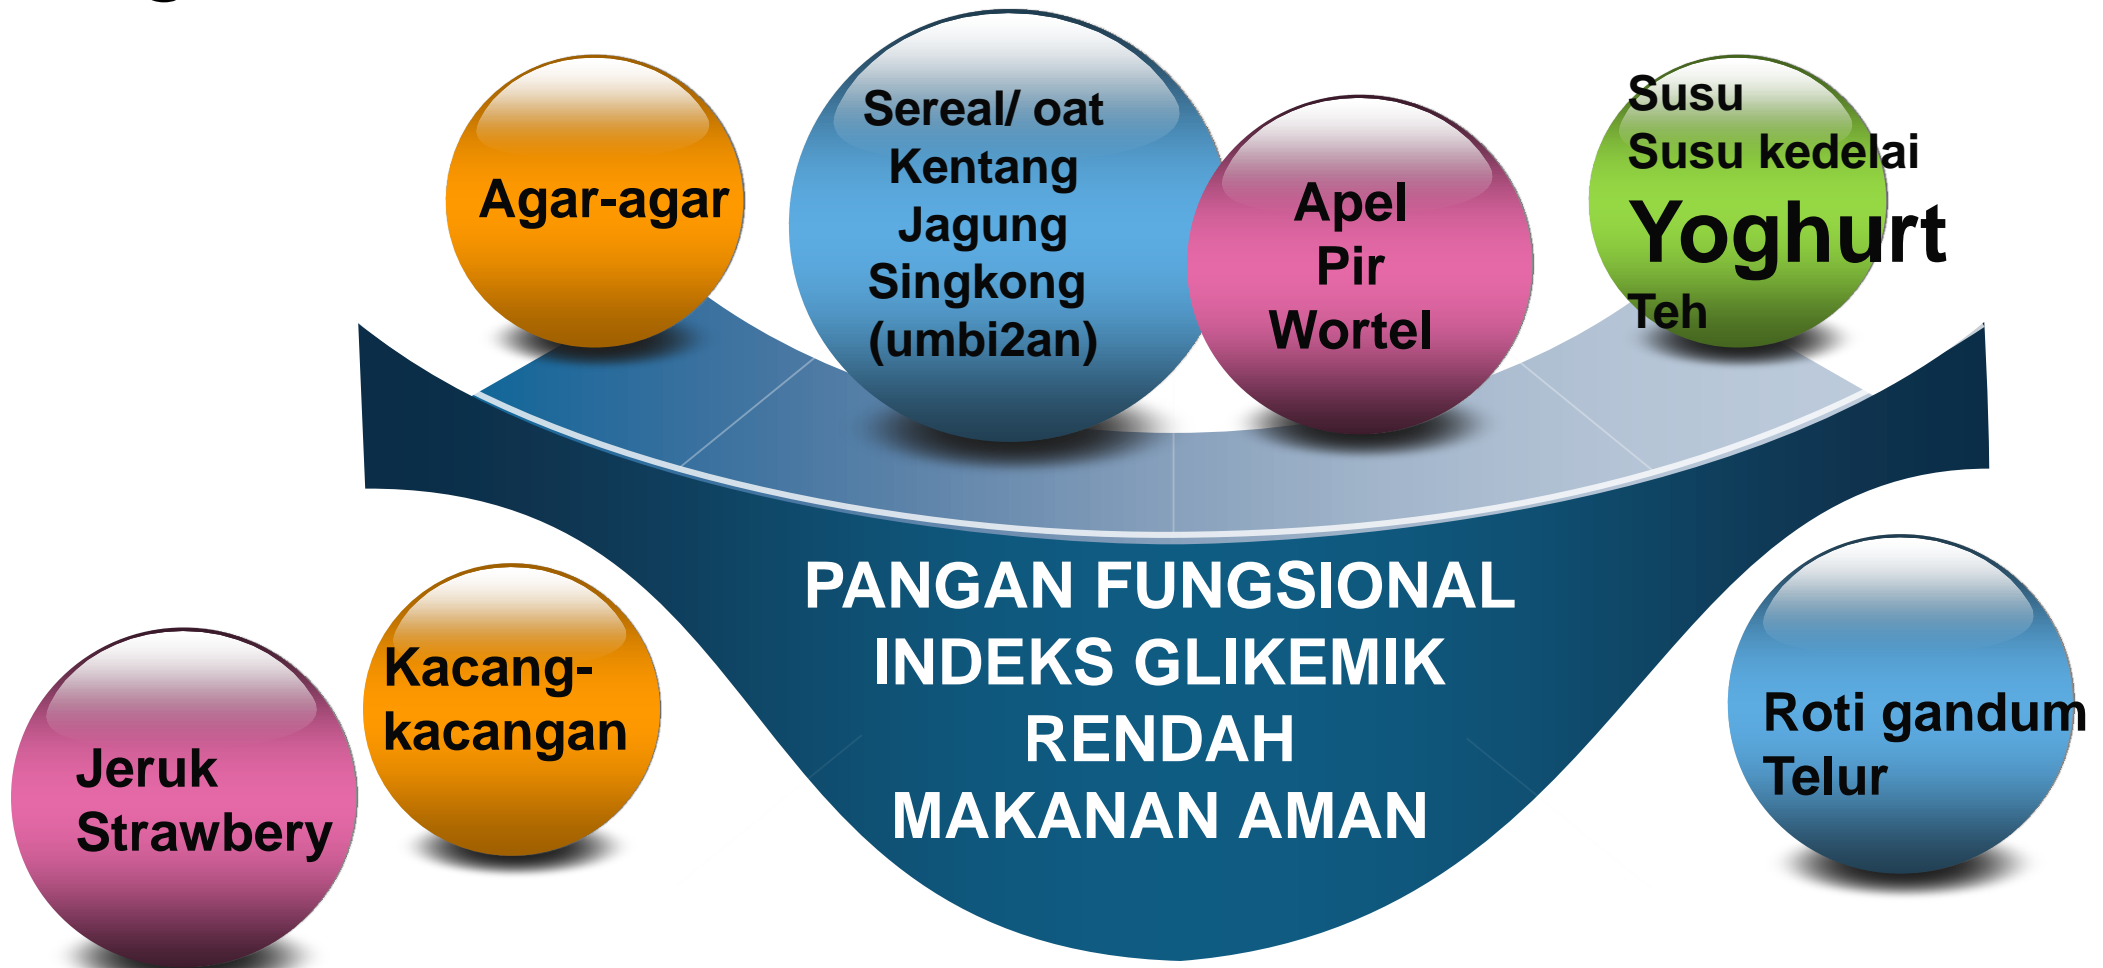 Agar-agar
Sereal/ oat
Kentang
Jagung
Singkong
(umbi2an)
Apel
Pir
Wortel
Susu
Susu kedelai
Yoghurt
Teh
PANGAN FUNGSIONAL
INDEKS GLIKEMIK
RENDAH
MAKANAN AMAN
Kacang-
kacangan
Jeruk
Strawbery
Roti gandum
Telur